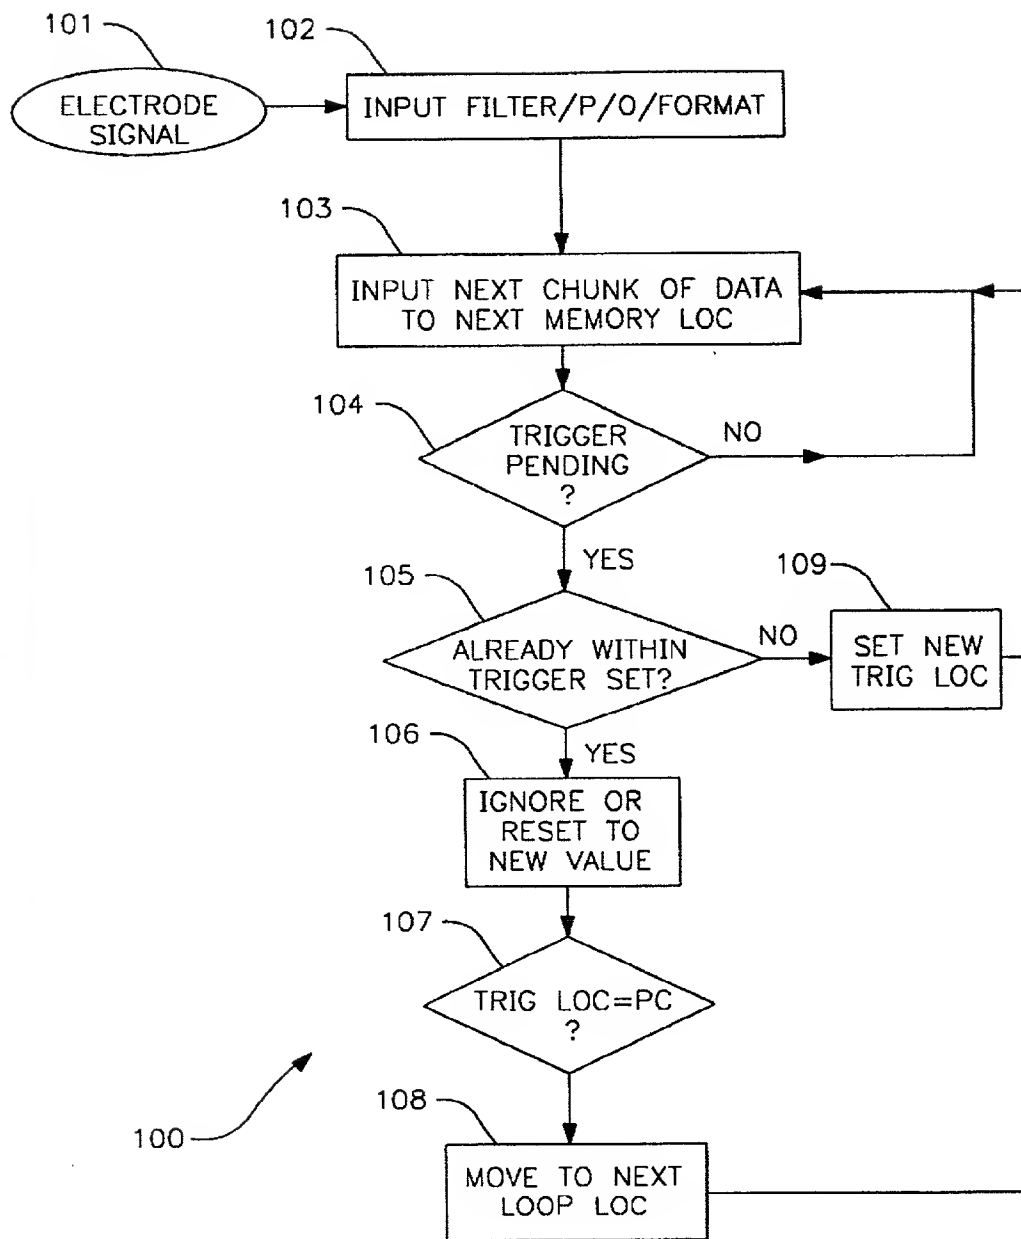 101
ELECTRODE
SIGNAL
102
INPUT FILTER/P/O/FORMAT
103
INPUT NEXT CHUNK OF DATA
TO NEXT MEMORY LOC
104
TRIGGER
PENDING
?
NO
YES
105
ALREADY WITHIN
TRIGGER SET?
NO
109
SET NEW
TRIG LOC
YES
106
IGNORE OR
RESET TO
NEW VALUE
107
TRIG LOC=PC
?
100
108
MOVE TO NEXT
LOOP LOC